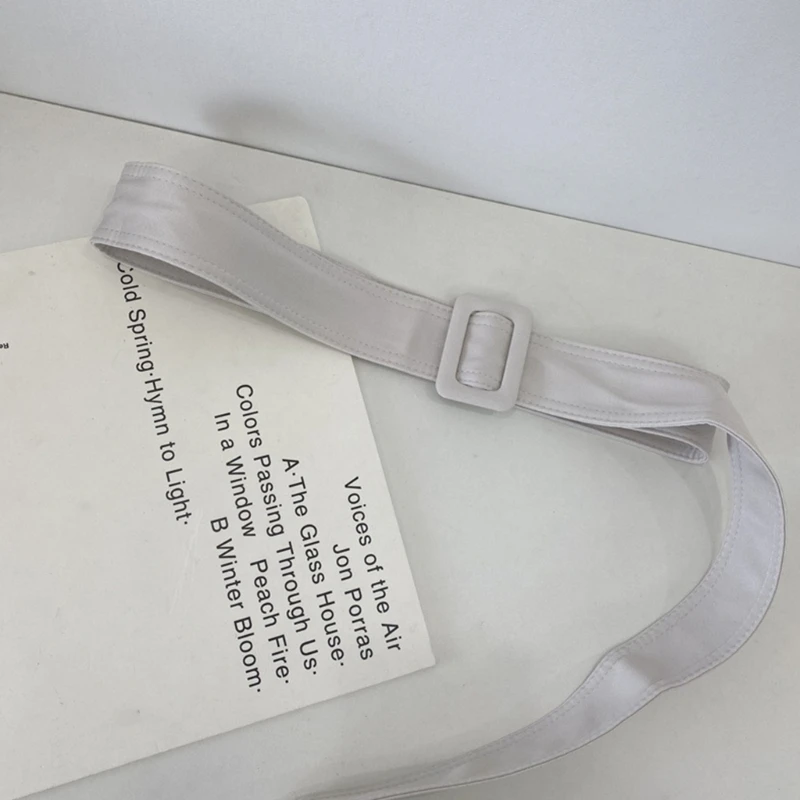 Voices of the Air
Jon Porras
A·The Glass House·
Colors Passing Through Us·
In a Window Peach Fire·
B Winter Bloom·
Cold Spring·Hymn to Light·